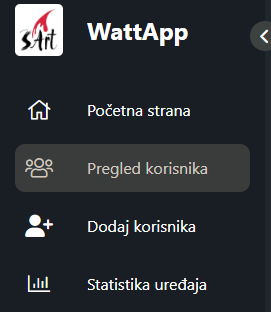 SArt
WattApp
Početna strana
Pregled korisnika
Dodaj korisnika
Statistika uređaja